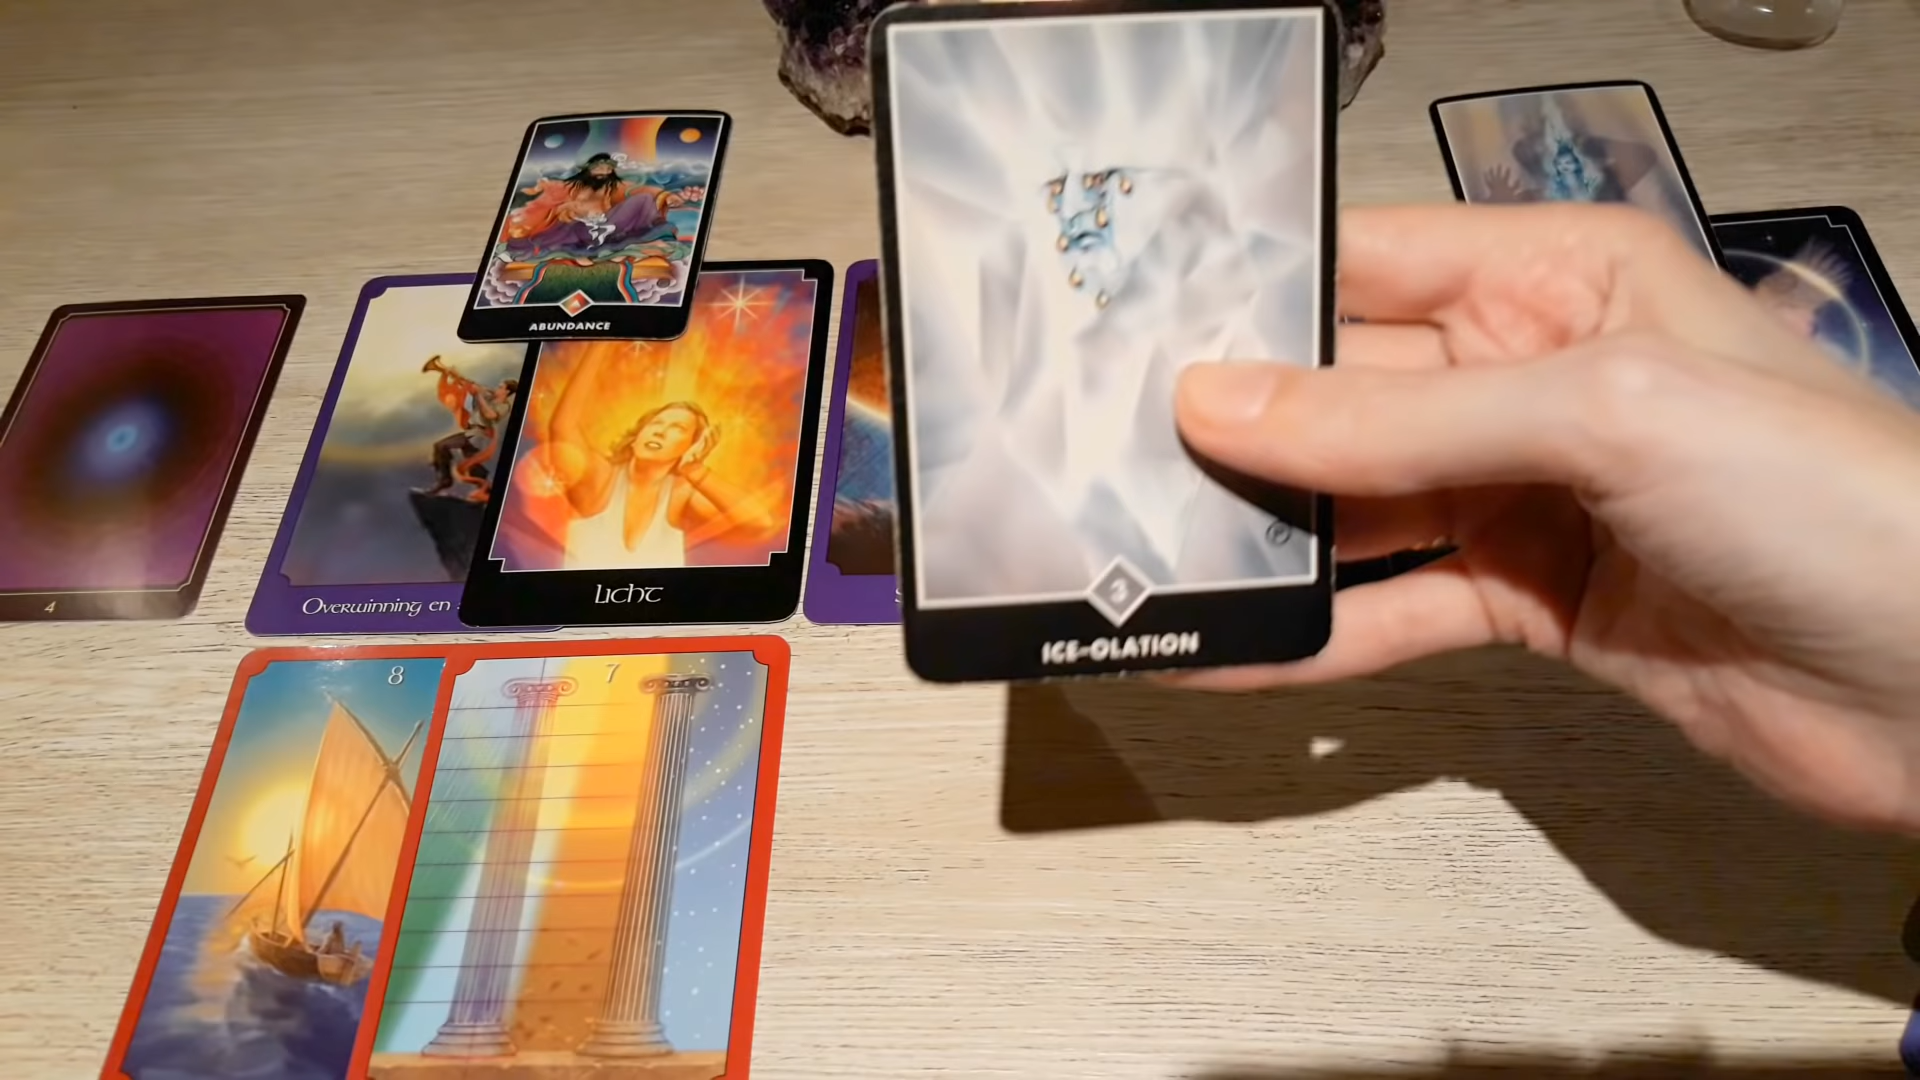 ABUNDANCE
4
Overwinning en
Licht
3
ICE-OLATION
8
7